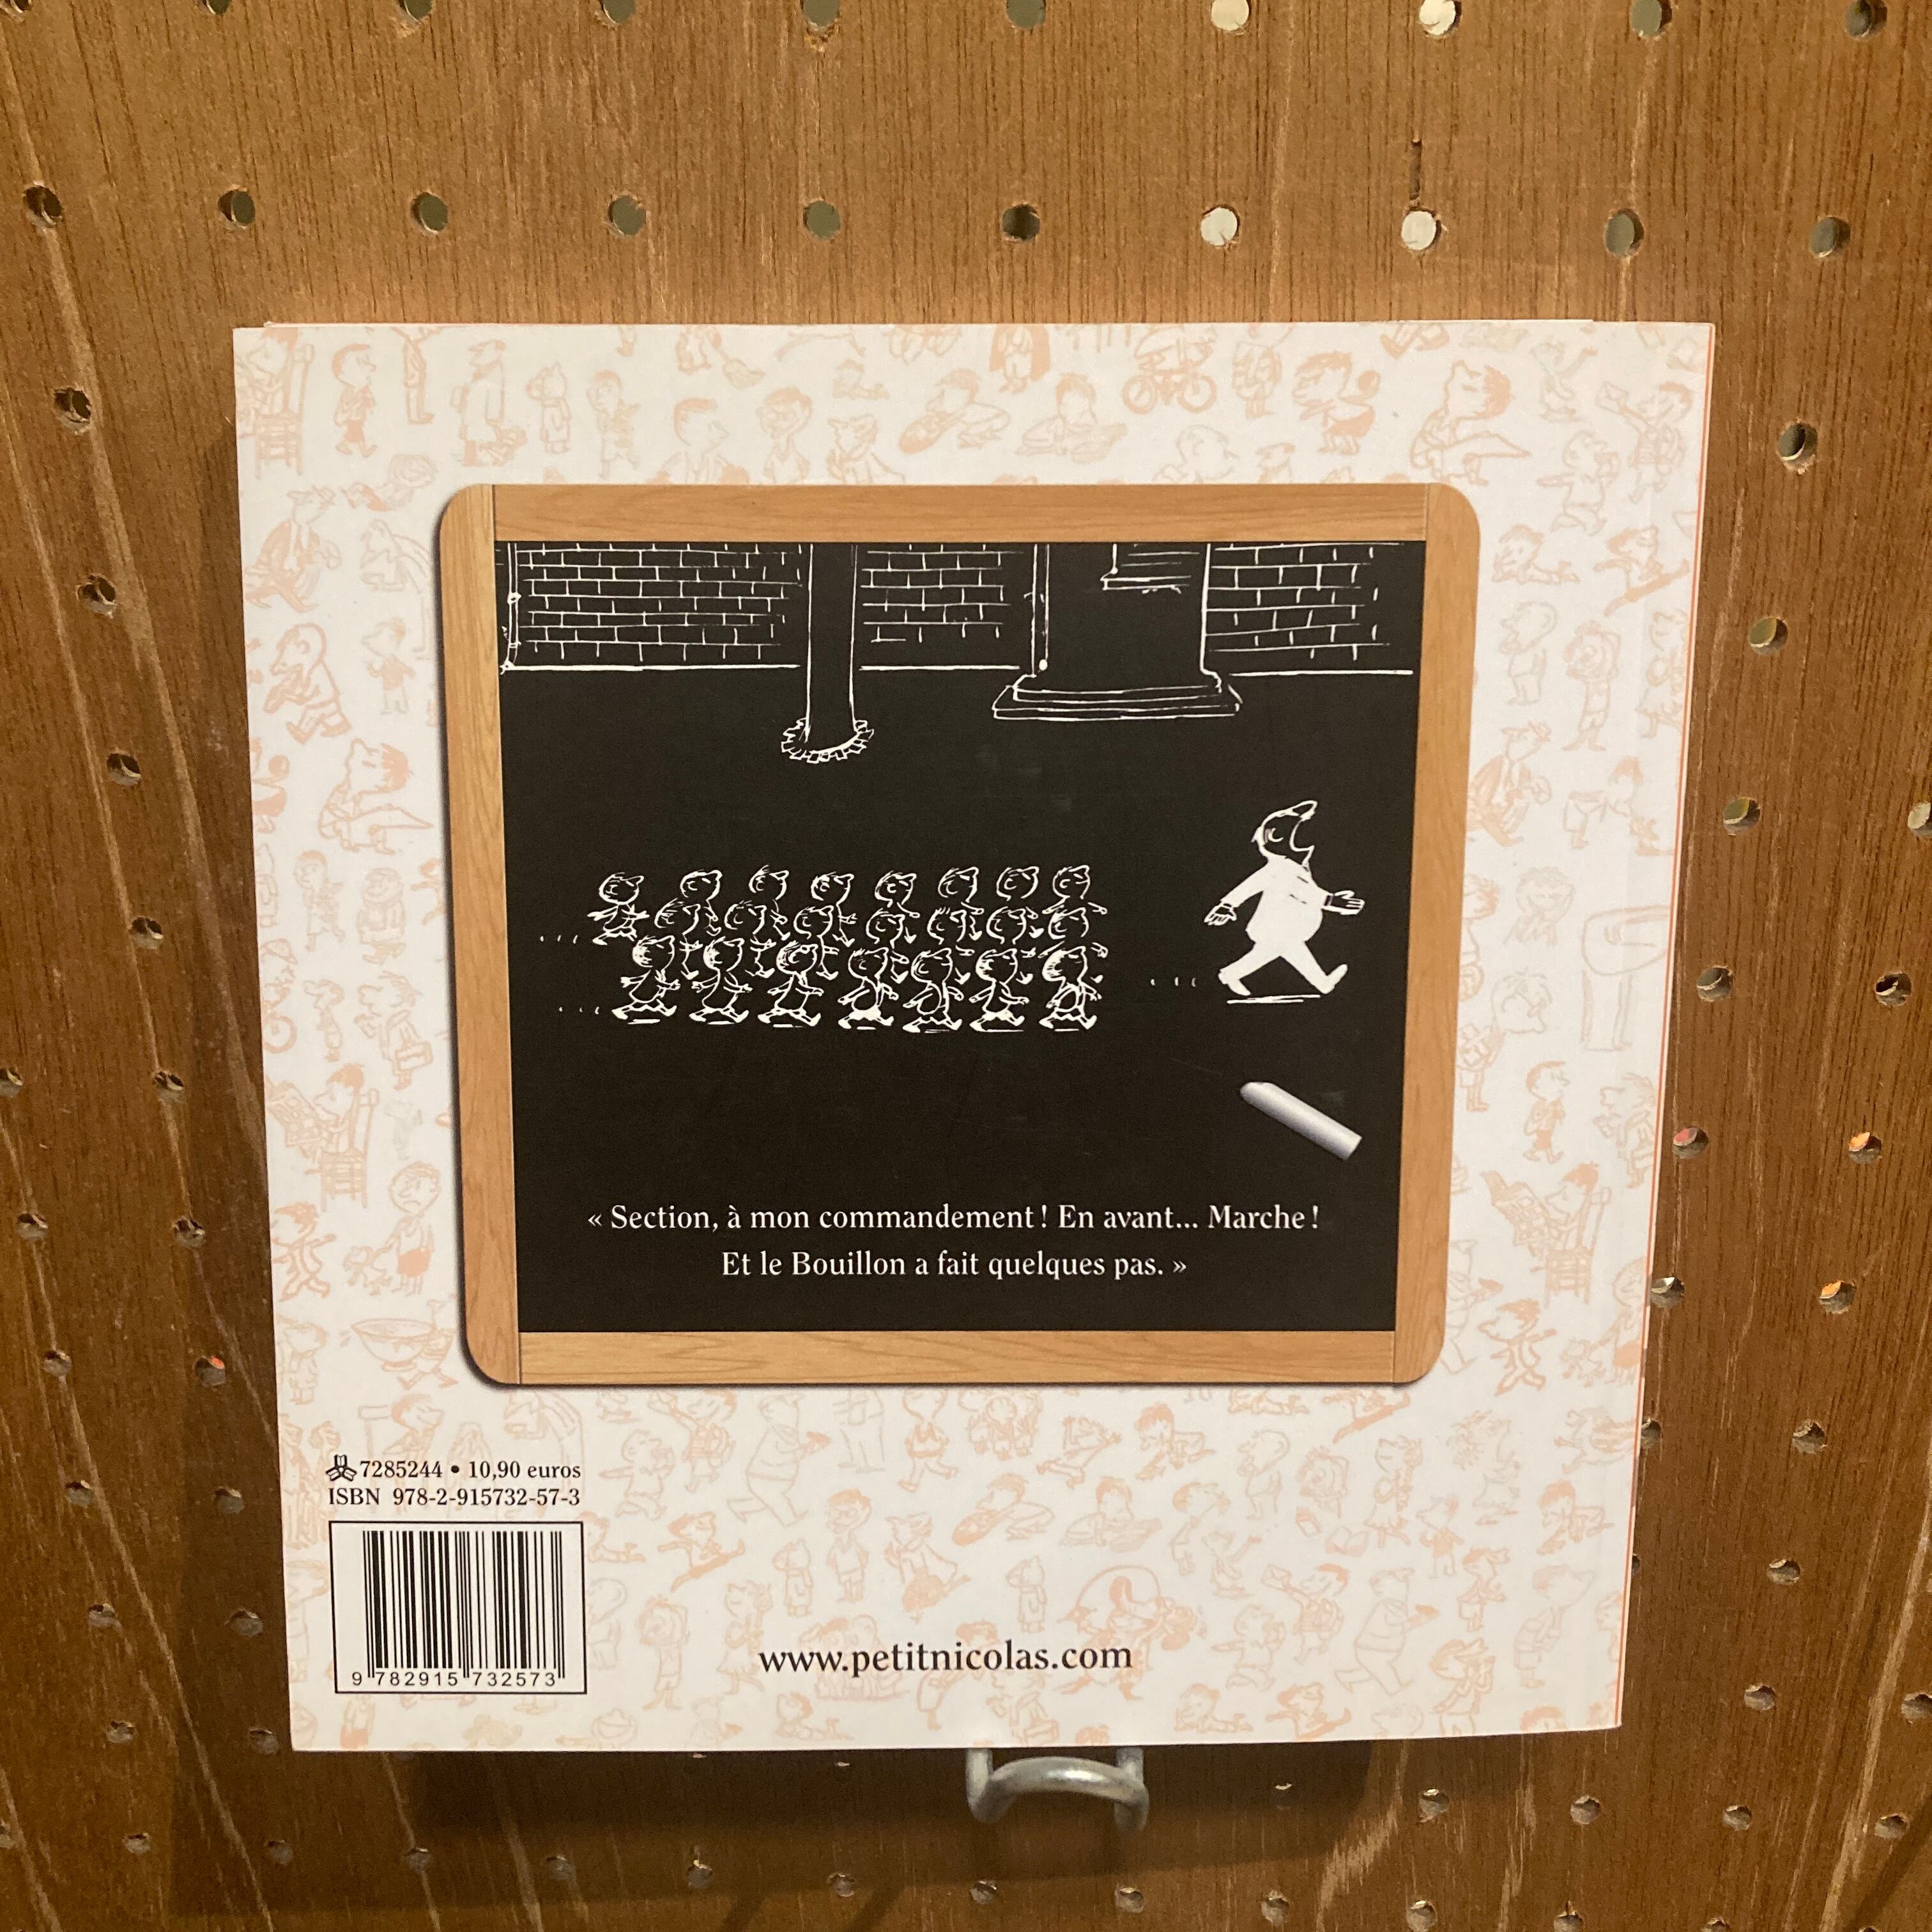 « Section, à mon commandement ! En avant... Marche !
Et le Bouillon a fait quelques pas. »
7285244 • 10,90 euros
ISBN 978-2-915732-57-3
9 782915 732573
www.petitnicolas.com